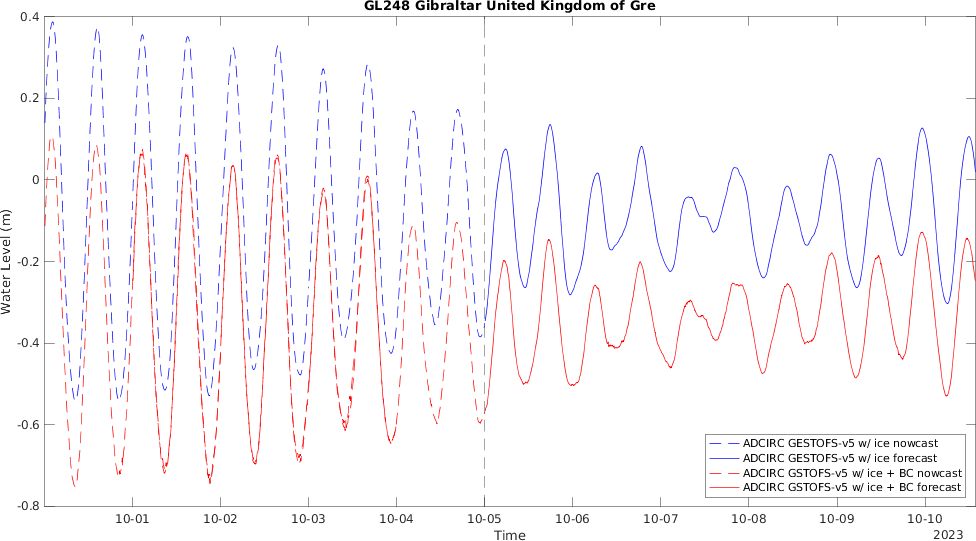 GL248 Gibraltar United Kingdom of Gre
Water Level (m)
0.4
0.2
0
-0.2
-0.4
-0.6
-0.8
10-01 10-02 10-03 10-04 10-05 10-06 10-07 10-08 10-09 10-10
Time
2023
ADCIRC GESTOFS-v5 w/ ice nowcast
ADCIRC GESTOFS-v5 w/ ice forecast
ADCIRC GSTOFS-v5 w/ ice + BC nowcast
ADCIRC GSTOFS-v5 w/ ice + BC forecast